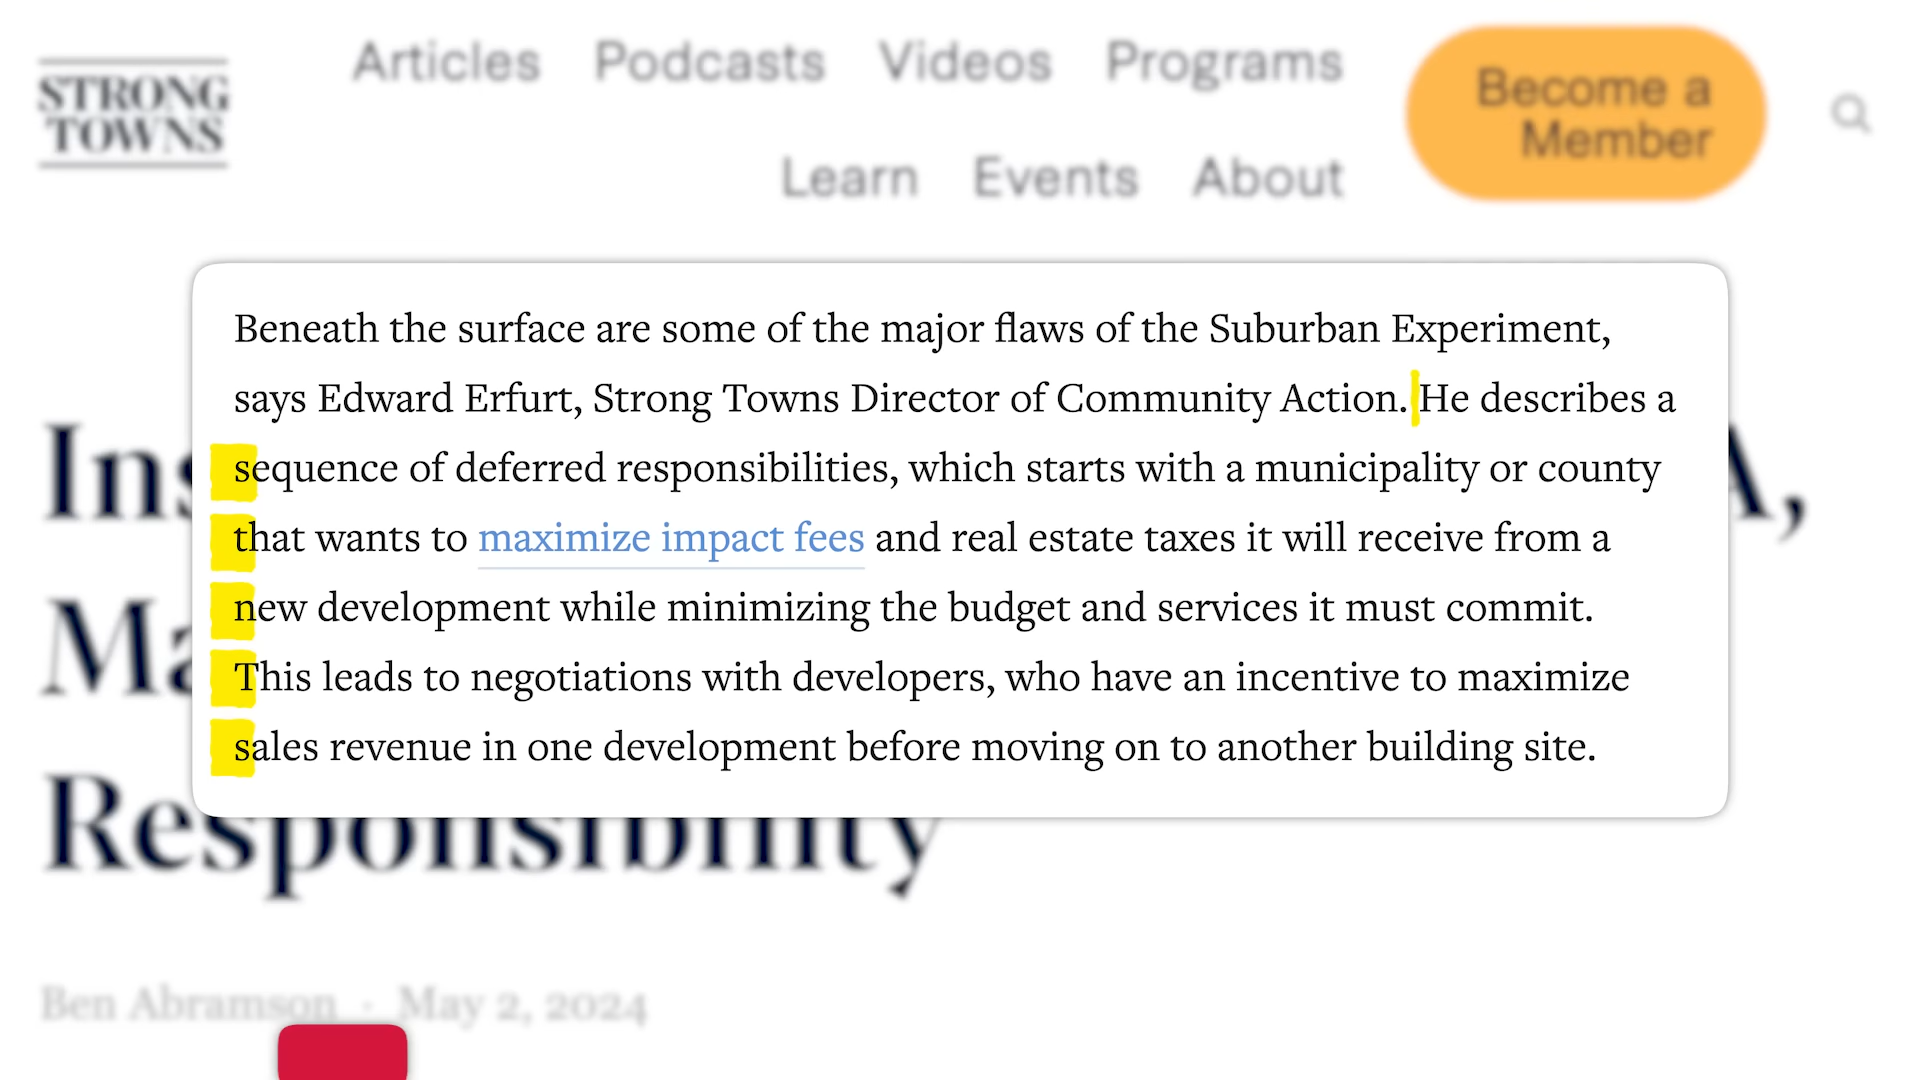 STRONG
TOWNS
Articles Podcasts Videos Programs
Learn Events About
Become a
Member
Beneath the surface are some of the major flaws of the Suburban Experiment,
says Edward Erfurt, Strong Towns Director of Community Action. He describes a
sequence of deferred responsibilities, which starts with a municipality or county
that wants to maximize impact fees and real estate taxes it will receive from a
new development while minimizing the budget and services it must commit.
This leads to negotiations with developers, who have an incentive to maximize
sales revenue in one development before moving on to another building site.
Responsibility
Ben Abramson · May 2, 2024